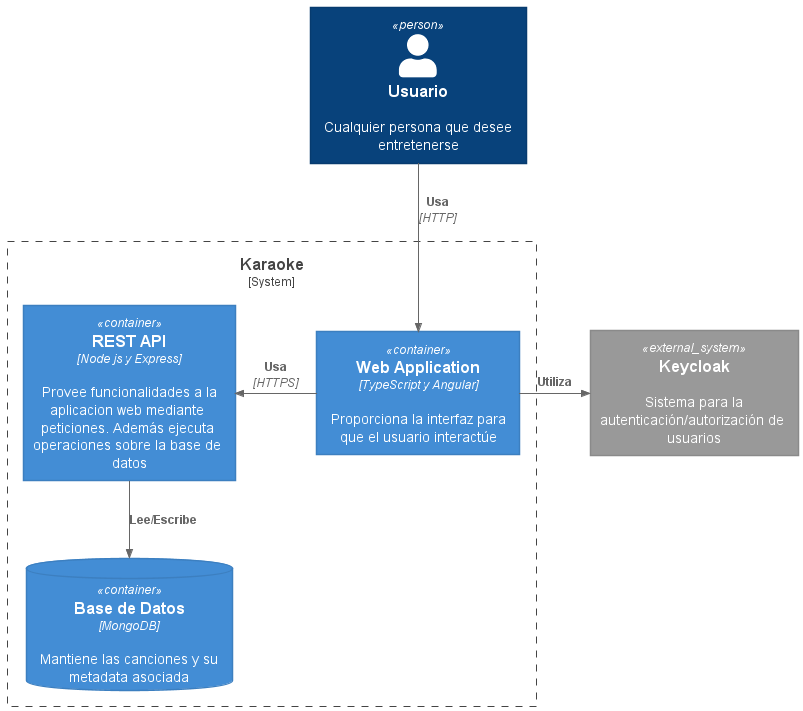 «person»
Usuario
Cualquier persona que desee
entretenerse
Usa
[HTTP]
Karaoke
[System]
«container»
REST API
[Node js y Express]
Provee funcionalidades a la
aplicacion web mediante
peticiones. Además ejecuta
operaciones sobre la base de
datos
Usa
[HTTPS]
«container»
Web Application
[TypeScript y Angular]
Proporciona la interfaz para
que el usuario interactúe
Utiliza
«external_system»
Keycloak
Sistema para la
autenticación/autorización de
usuarios
Lee/Escribe
«container»
Base de Datos
[MongoDB]
Mantiene las canciones y su
metadata asociada